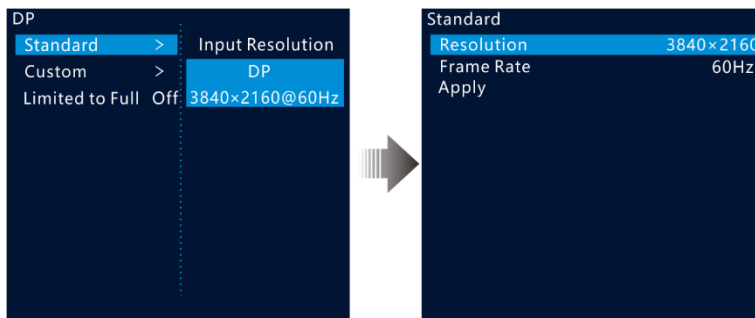 DP
Standard > Input Resolution
Custom > DP
Limited to Full Off 3840×2160@60Hz
Standard
Resolution 3840×2160
Frame Rate 60Hz
Apply